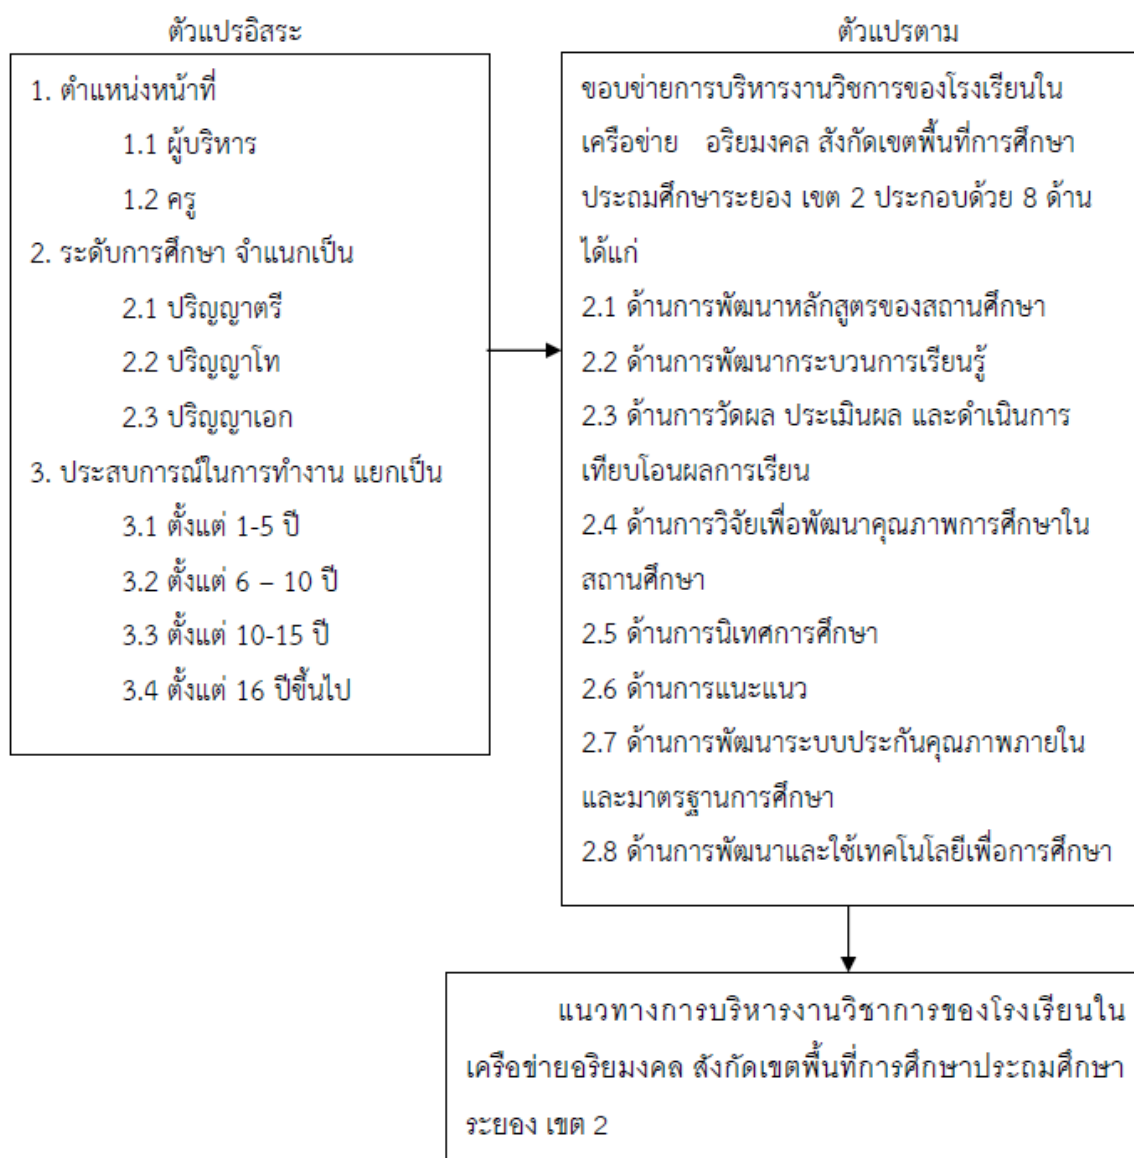 ตัวแปรอิสระ
1. ตำแหน่งหน้าที่
1.1 ผู้บริหาร
1.2 ครู
2. ระดับการศึกษา จำแนกเป็น
2.1 ปริญญาตรี
2.2 ปริญญาโท
2.3 ปริญญาเอก
3. ประสบการณ์ในการทำงาน แยกเป็น
3.1 ตั้งแต่ 1-5 ปี
3.2 ตั้งแต่ 6 – 10 ปี
3.3 ตั้งแต่ 10-15 ปี
3.4 ตั้งแต่ 16 ปีขึ้นไป
ตัวแปรตาม
ขอบข่ายการบริหารงานวิชการของโรงเรียนใน
เครือข่าย อริยมงคล สังกัดเขตพื้นที่การศึกษา
ประถมศึกษาระยอง เขต 2 ประกอบด้วย 8 ด้าน
ได้แก่
2.1 ด้านการพัฒนาหลักสูตรของสถานศึกษา
2.2 ด้านการพัฒนากระบวนการเรียนรู้
2.3 ด้านการวัดผล ประเมินผล และดำเนินการ
เทียบโอนผลการเรียน
2.4 ด้านการวิจัยเพื่อพัฒนาคุณภาพการศึกษาใน
สถานศึกษา
2.5 ด้านการนิเทศการศึกษา
2.6 ด้านการแนะแนว
2.7 ด้านการพัฒนาระบบประกันคุณภาพภายใน
และมาตรฐานการศึกษา
2.8 ด้านการพัฒนาและใช้เทคโนโลยีเพื่อการศึกษา
แนวทางการบริหารงานวิชาการของโรงเรียนใน
เครือข่ายอริยมงคล สังกัดเขตพื้นที่การศึกษาประถมศึกษา
ระยอง เขต 2